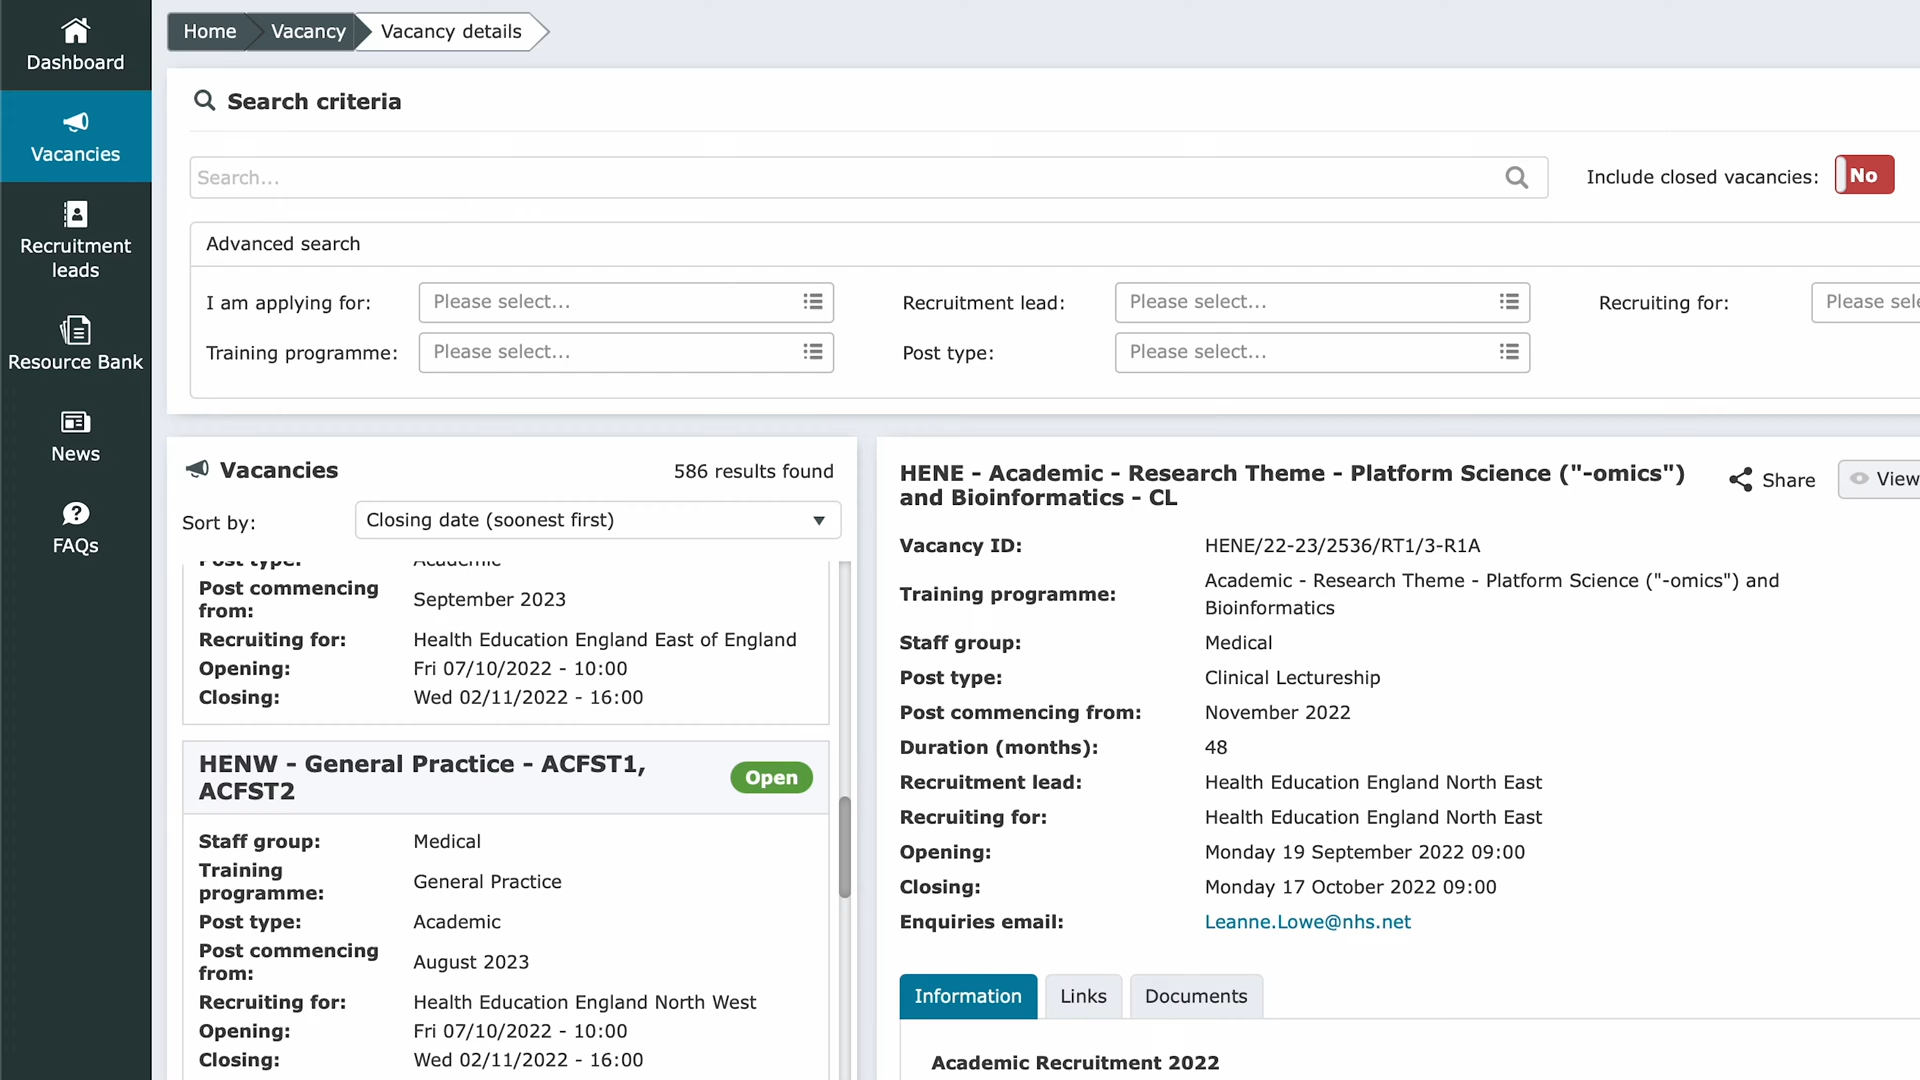 Dashboard
Vacancies
Recruitment
leads
Resource Bank
News
FAQs
Home
Vacancy
Vacancy details
Search criteria
Search...
Include closed vacancies:
No
Advanced search
I am applying for:
Please select...
Recruitment lead:
Please select...
Recruiting for:
Please sele
Training programme:
Please select...
Post type:
Please select...
Vacancies
586 results found
Sort by:
Closing date (soonest first)
Post type:
Academic
Post commencing
from:
September 2023
Recruiting for:
Health Education England East of England
Opening:
Fri 07/10/2022 - 10:00
Closing:
Wed 02/11/2022 - 16:00
HENW - General Practice - ACFST1,
ACFST2
Open
Staff group:
Medical
Training
programme:
General Practice
Post type:
Academic
Post commencing
from:
August 2023
Recruiting for:
Health Education England North West
Opening:
Fri 07/10/2022 - 10:00
Closing:
Wed 02/11/2022 - 16:00
HENE - Academic - Research Theme - Platform Science ("-omics")
and Bioinformatics - CL
Share
View
Vacancy ID:
HENE/22-23/2536/RT1/3-R1A
Training programme:
Academic - Research Theme - Platform Science ("-omics") and
Bioinformatics
Staff group:
Medical
Post type:
Clinical Lectureship
Post commencing from:
November 2022
Duration (months):
48
Recruitment lead:
Health Education England North East
Recruiting for:
Health Education England North East
Opening:
Monday 19 September 2022 09:00
Closing:
Monday 17 October 2022 09:00
Enquiries email:
Leanne.Lowe@nhs.net
Information
Links
Documents
Academic Recruitment 2022